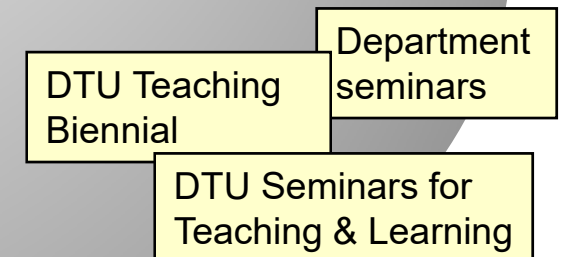 Department
seminars
DTU Teaching
Biennial
DTU Seminars for
Teaching & Learning